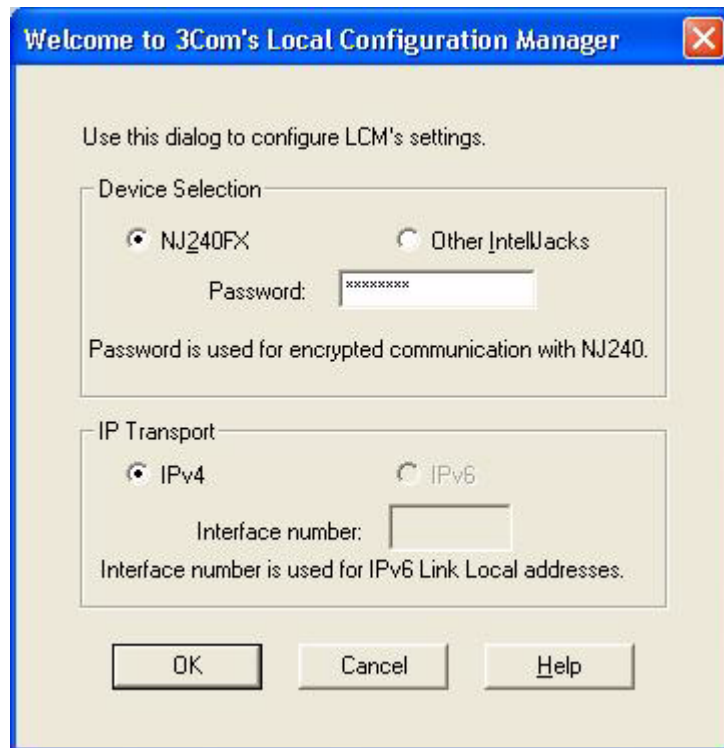 Welcome to 3Com's Local Configuration Manager
Use this dialog to configure LCM's settings.
Device Selection
NJ240FX Other IntelliJacks
Password: ********
Password is used for encrypted communication with NJ240.
IP Transport
IPv4 IPv6
Interface number:
Interface number is used for IPv6 Link Local addresses.
OK Cancel Help